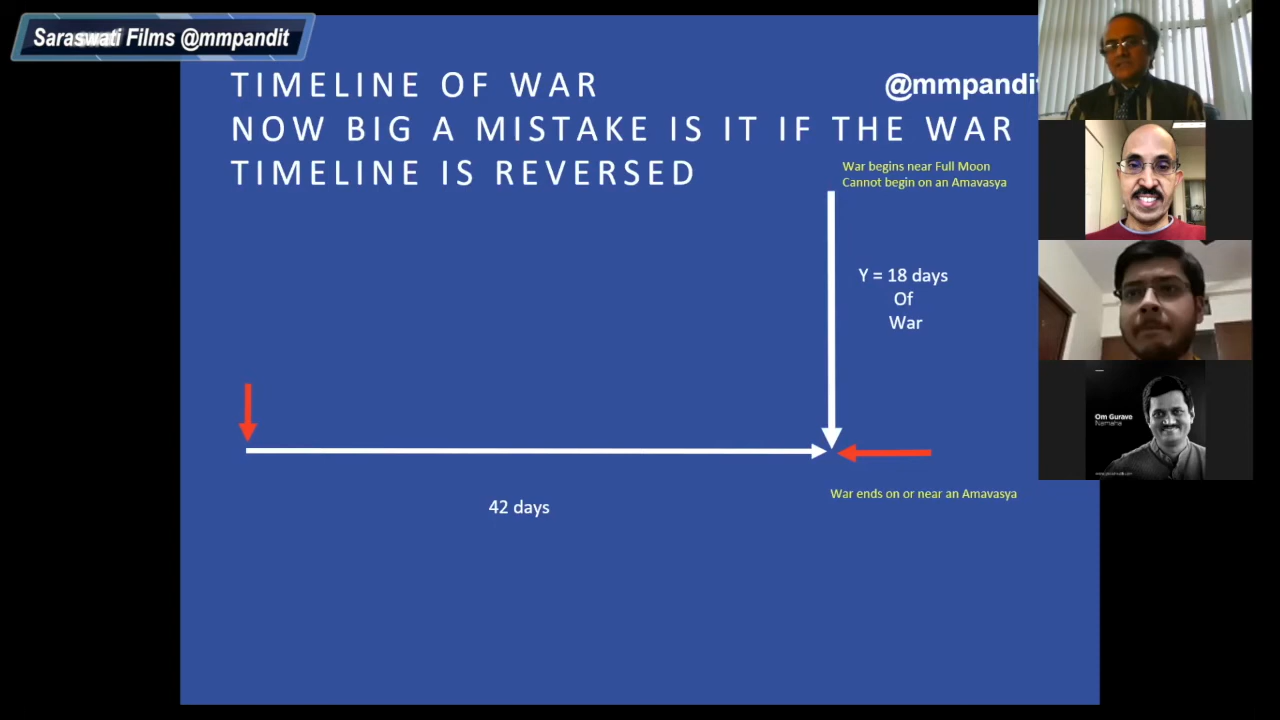 Saraswati Films @mmpandit
TIMELINE OF WAR
@mmpandit
NOW BIG A MISTAKE IS IT IF THE WAR
TIMELINE IS REVERSED
War begins near Full Moon
Cannot begin on an Amavasya
Y = 18 days
Of
War
42 days
War ends on or near an Amavasya
Om Gurave
Namaha